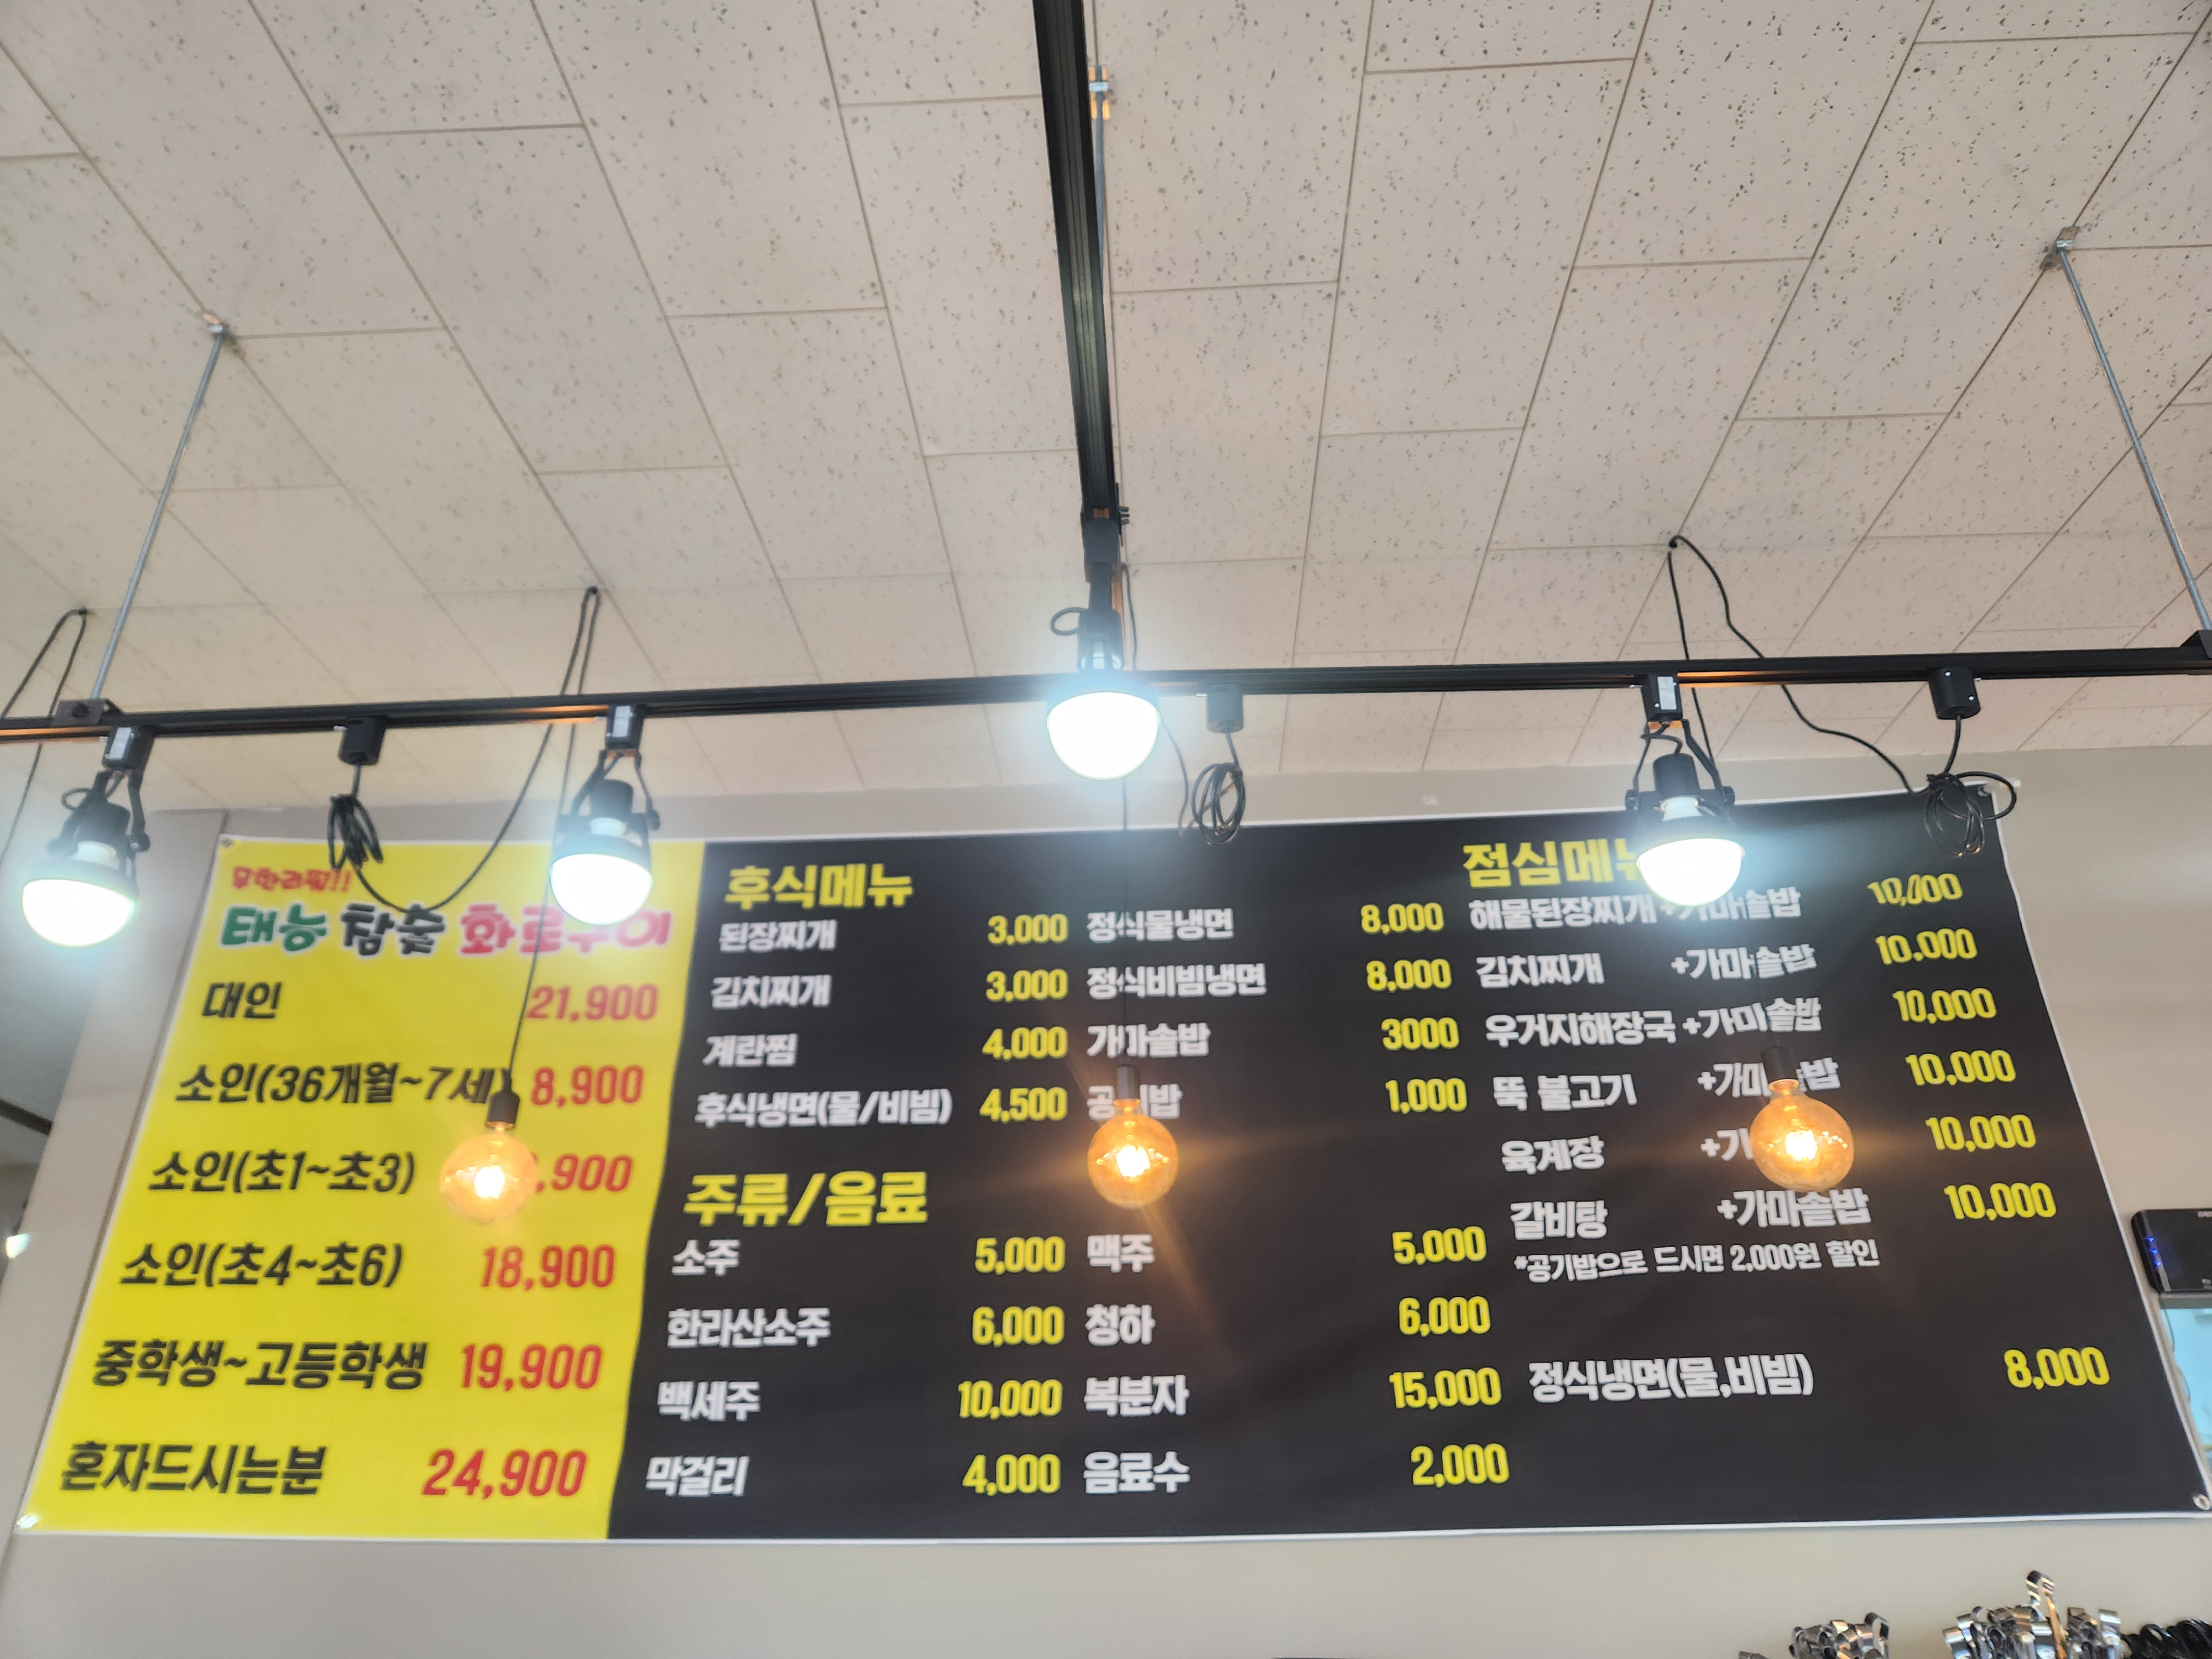 무한리필!!
태능 참숯 화로구이
대인 21,900
소인(36개월~7세) 8,900
소인(초1~초3) ,900
소인(초4~초6) 18,900
중학생~고등학생 19,900
혼자드시는분 24,900
후식메뉴
된장찌개 3,000 정식물냉면 8,000
김치찌개 3,000 정식비빔냉면 8,000
계란찜 4,000 가마솥밥 3000
후식냉면(물/비빔) 4,500 공기밥 1,000
주류/음료
소주 5,000 맥주 5,000
한라산소주 6,000 청하 6,000
백세주 10,000 복분자 15,000
막걸리 4,000 음료수 2,000
점심메뉴
해물된장찌개 +가마솥밥 10,000
김치찌개 +가마솥밥 10,000
우거지해장국 +가마솥밥 10,000
뚝 불고기 +가마솥밥 10,000
육계장 10,000
갈비탕 +가마솥밥 10,000
*공기밥으로 드시면 2,000원 할인
정식냉면(물,비빔) 8,000